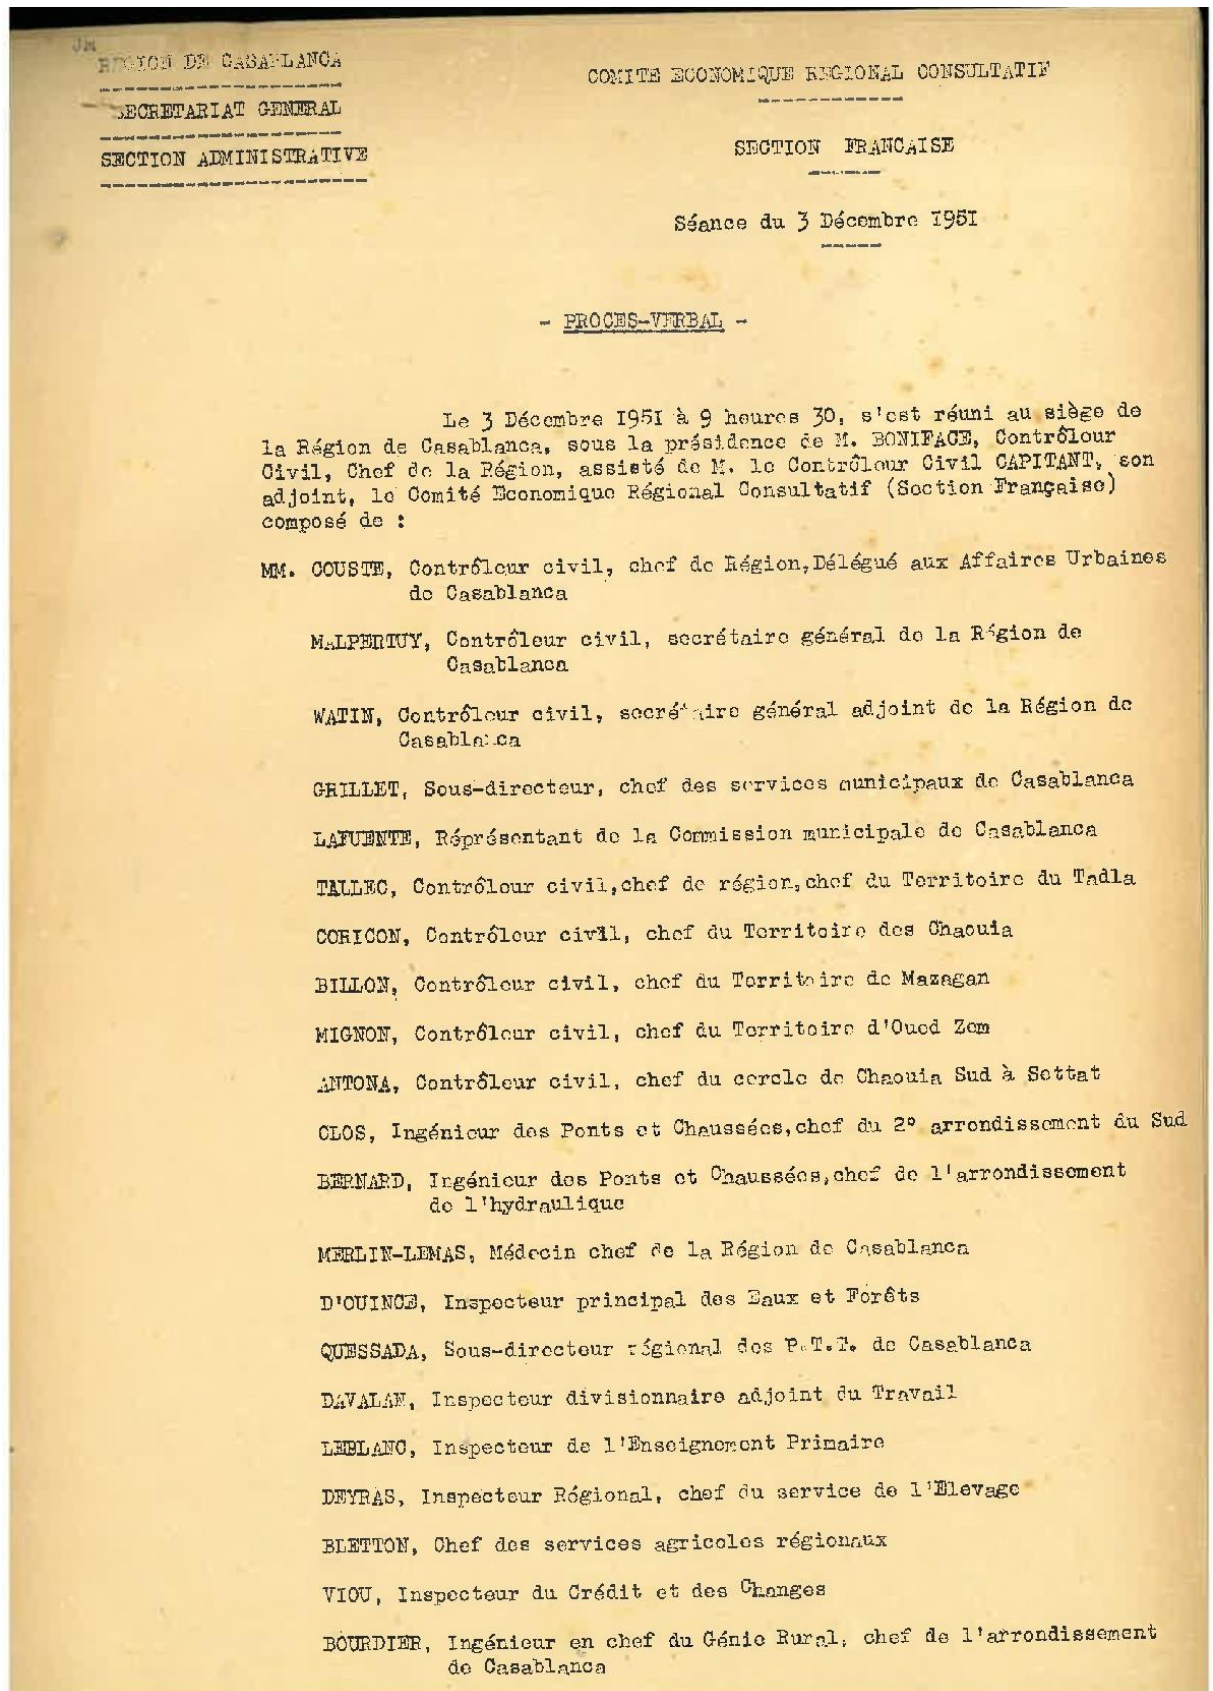 JM
REGION DE CASABLANCA
SECRETARIAT GENERAL
SECTION ADMINISTRATIVE
COMITE ECONOMIQUE REGIONAL CONSULTATIF
SECTION FRANCAISE
Séance du 3 Décembre 1951
- PROCES-VERBAL -
Le 3 Décembre 1951 à 9 heures 30, s'est réuni au siège de
la Région de Casablanca, sous la présidence de M. BONIFACE, Contrôleur
Civil, Chef de la Région, assisté de M. le Contrôleur Civil CAPITANT, son
adjoint, le Comité Economique Régional Consultatif (Section Française)
composé de :
MM. COUSTE, Contrôleur civil, chef de Région,Délégué aux Affaires Urbaines
de Casablanca
MALPERTUY, Contrôleur civil, secrétaire général de la Région de
Casablanca
WATIN, Contrôleur civil, secrétaire général adjoint de la Région de
Casablanca
GRILLET, Sous-directeur, chef des services municipaux de Casablanca
LAFUENTE, Réprésentant de la Commission municipale de Casablanca
TALLEC, Contrôleur civil,chef de région,chef du Territoire du Tadla
CORICON, Contrôleur civil, chef du Territoire des Chaouia
BILLON, Contrôleur civil, chef du Territoire de Mazagan
MIGNON, Contrôleur civil, chef du Territoire d'Oued Zem
ANTONA, Contrôleur civil, chef du cercle de Chaouia Sud à Settat
CLOS, Ingénieur des Ponts et Chaussées,chef du 2° arrondissement du Sud
BERNARD, Ingénieur des Ponts et Chaussées,chef de l'arrondissement
de l'hydraulique
MERLIN-LEMAS, Médecin chef de la Région de Casablanca
D'OUINCE, Inspecteur principal des Eaux et Forêts
QUESSADA, Sous-directeur régional des P.T.T. de Casablanca
DAVALAN, Inspecteur divisionnaire adjoint du Travail
LEBLANC, Inspecteur de l'Enseignement Primaire
DEYRAS, Inspecteur Régional, chef du service de l'Elevage
BLETTON, Chef des services agricoles régionaux
VIOU, Inspecteur du Crédit et des Changes
BOURDIER, Ingénieur en chef du Génie Rural, chef de l'arrondissement
de Casablanca